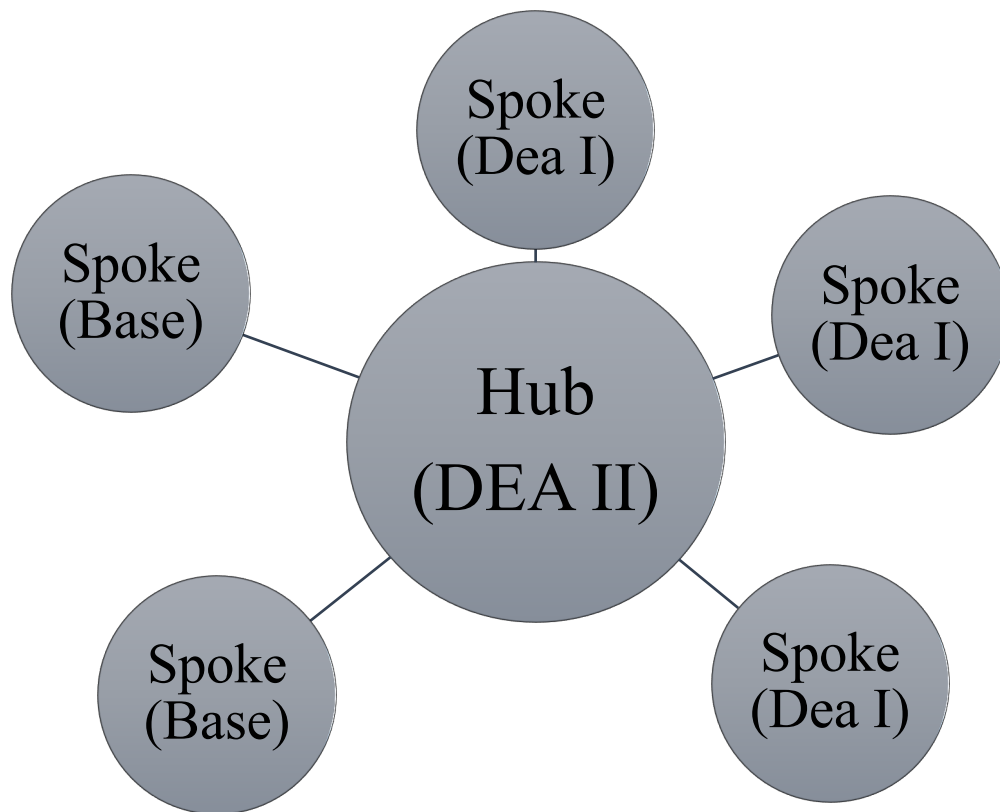 Spoke
(Dea I)
Spoke
(Base)
Spoke
(Dea I)
Hub
(DEA II)
Spoke
(Base)
Spoke
(Dea I)